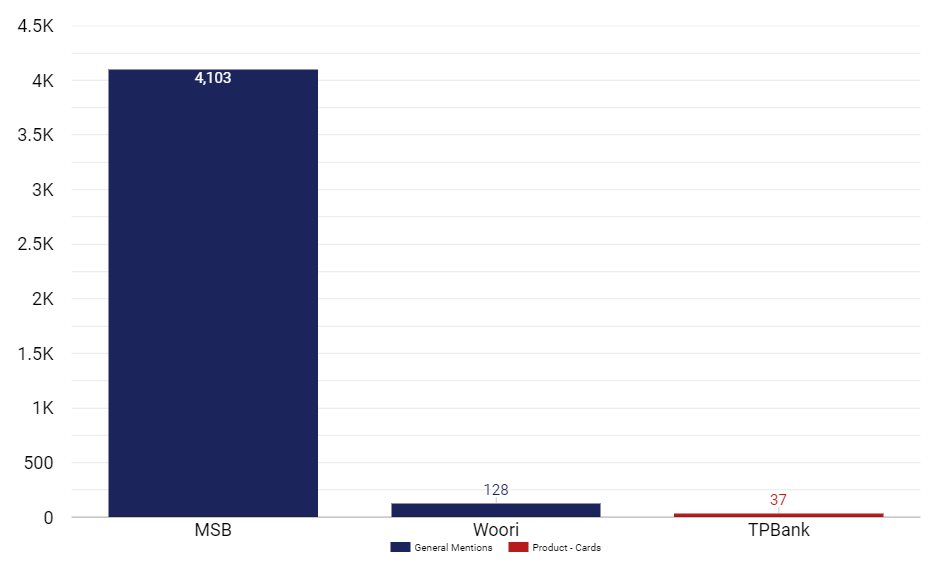 4.5K
4K
3.5K
3K
2.5K
2K
1.5K
1K
500
0
4,103
128
37
MSB Woori TPBank
General Mentions Product - Cards